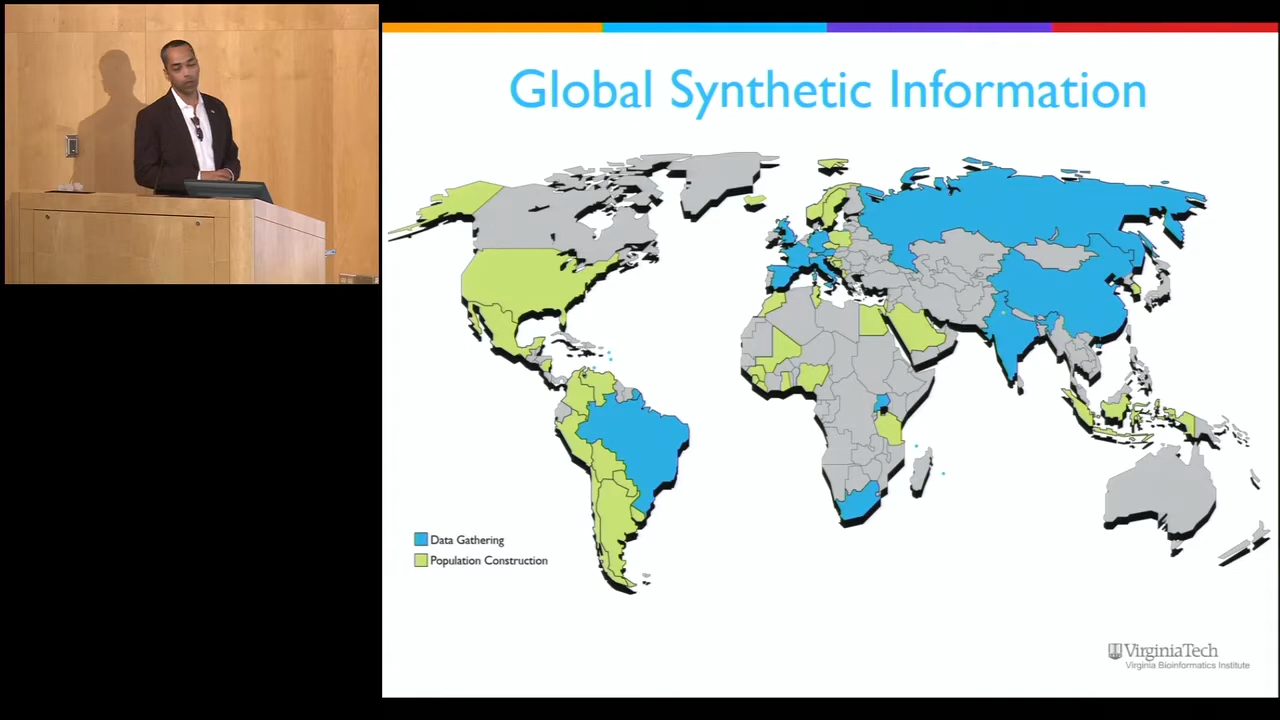 Global Synthetic Information
Data Gathering
Population Construction
VirginiaTech
Virginia Bioinformatics Institute